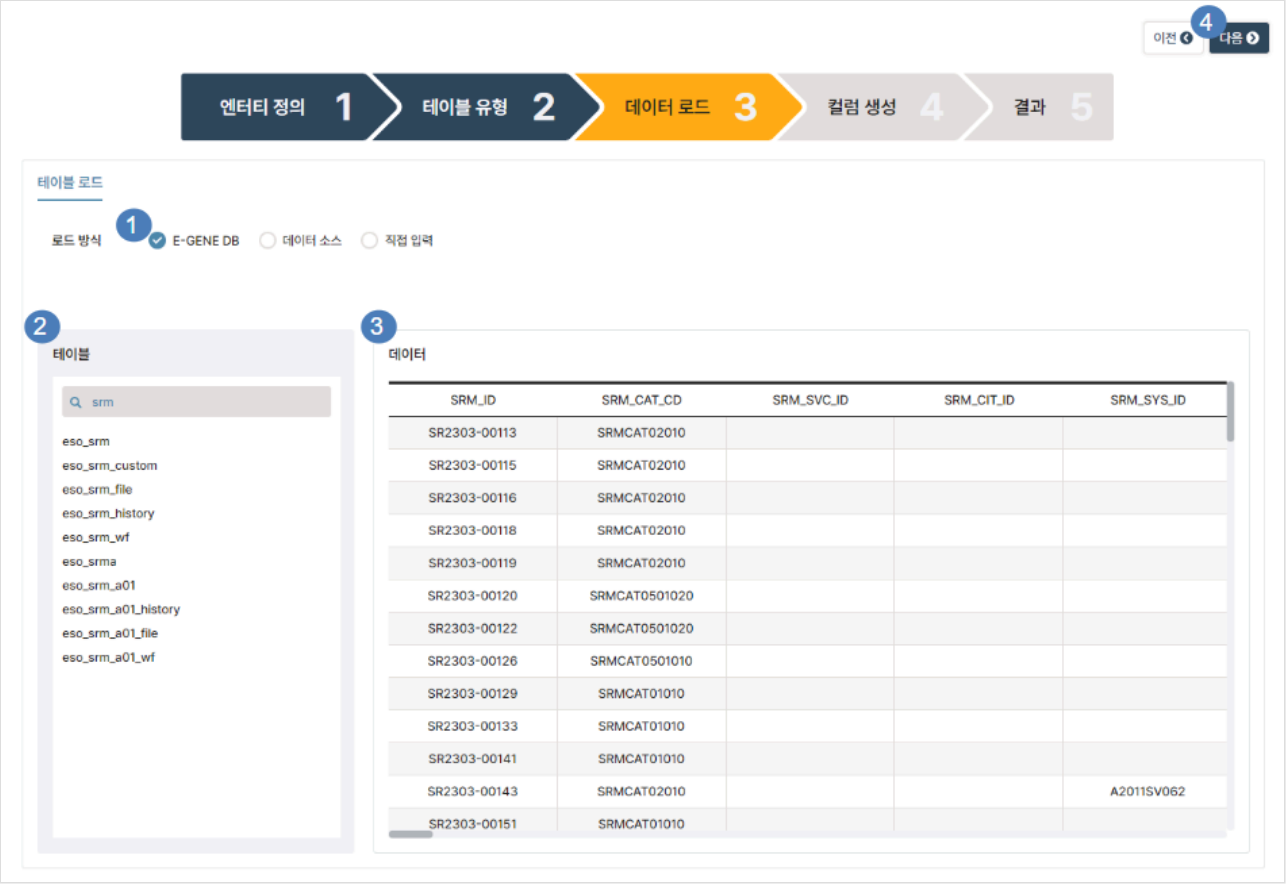 4
이전 다음
엔터티 정의 1 테이블 유형 2 데이터 로드 3 컬럼 생성 4 결과 5
테이블 로드
1
로드 방식 E-GENE DB 데이터 소스 직접 입력
2
테이블
srm
eso_srm
eso_srm_custom
eso_srm_file
eso_srm_history
eso_srm_wf
eso_srma
eso_srm_a01
eso_srm_a01_history
eso_srm_a01_file
eso_srm_a01_wf
3
데이터
SRM_ID SRM_CAT_CD SRM_SVC_ID SRM_CIT_ID SRM_SYS_ID
SR2303-00113 SRMCAT02010
SR2303-00115 SRMCAT02010
SR2303-00116 SRMCAT02010
SR2303-00118 SRMCAT02010
SR2303-00119 SRMCAT02010
SR2303-00120 SRMCAT0501020
SR2303-00122 SRMCAT0501020
SR2303-00126 SRMCAT0501010
SR2303-00129 SRMCAT01010
SR2303-00133 SRMCAT01010
SR2303-00141 SRMCAT01010
SR2303-00143 SRMCAT02010 A2011SV062
SR2303-00151 SRMCAT01010